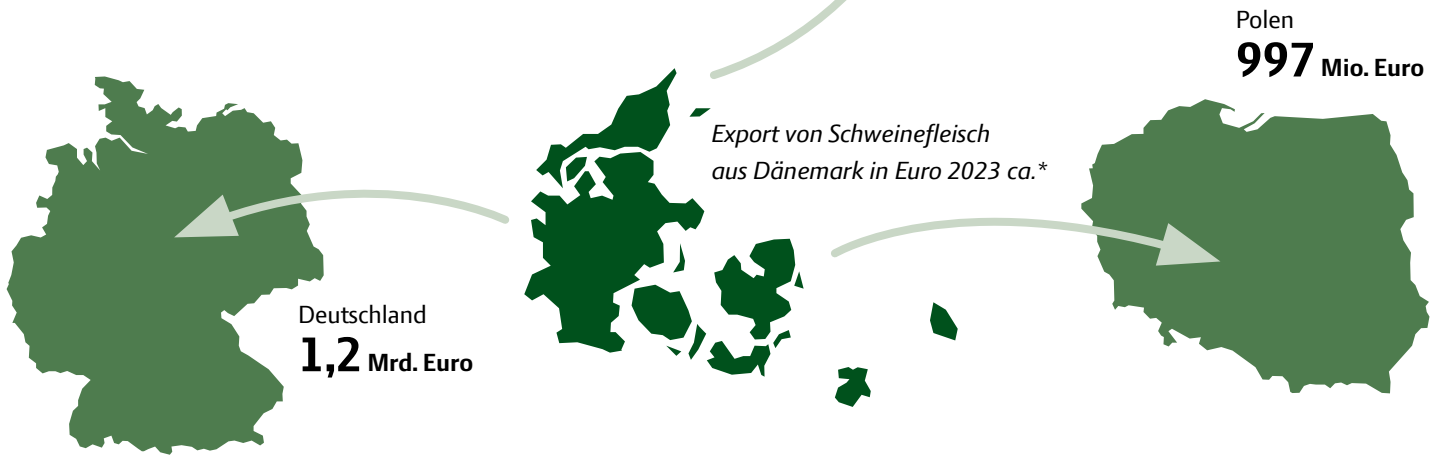 Polen
997 Mio. Euro
Export von Schweinefleisch
aus Dänemark in Euro 2023 ca.*
Deutschland
1,2 Mrd. Euro